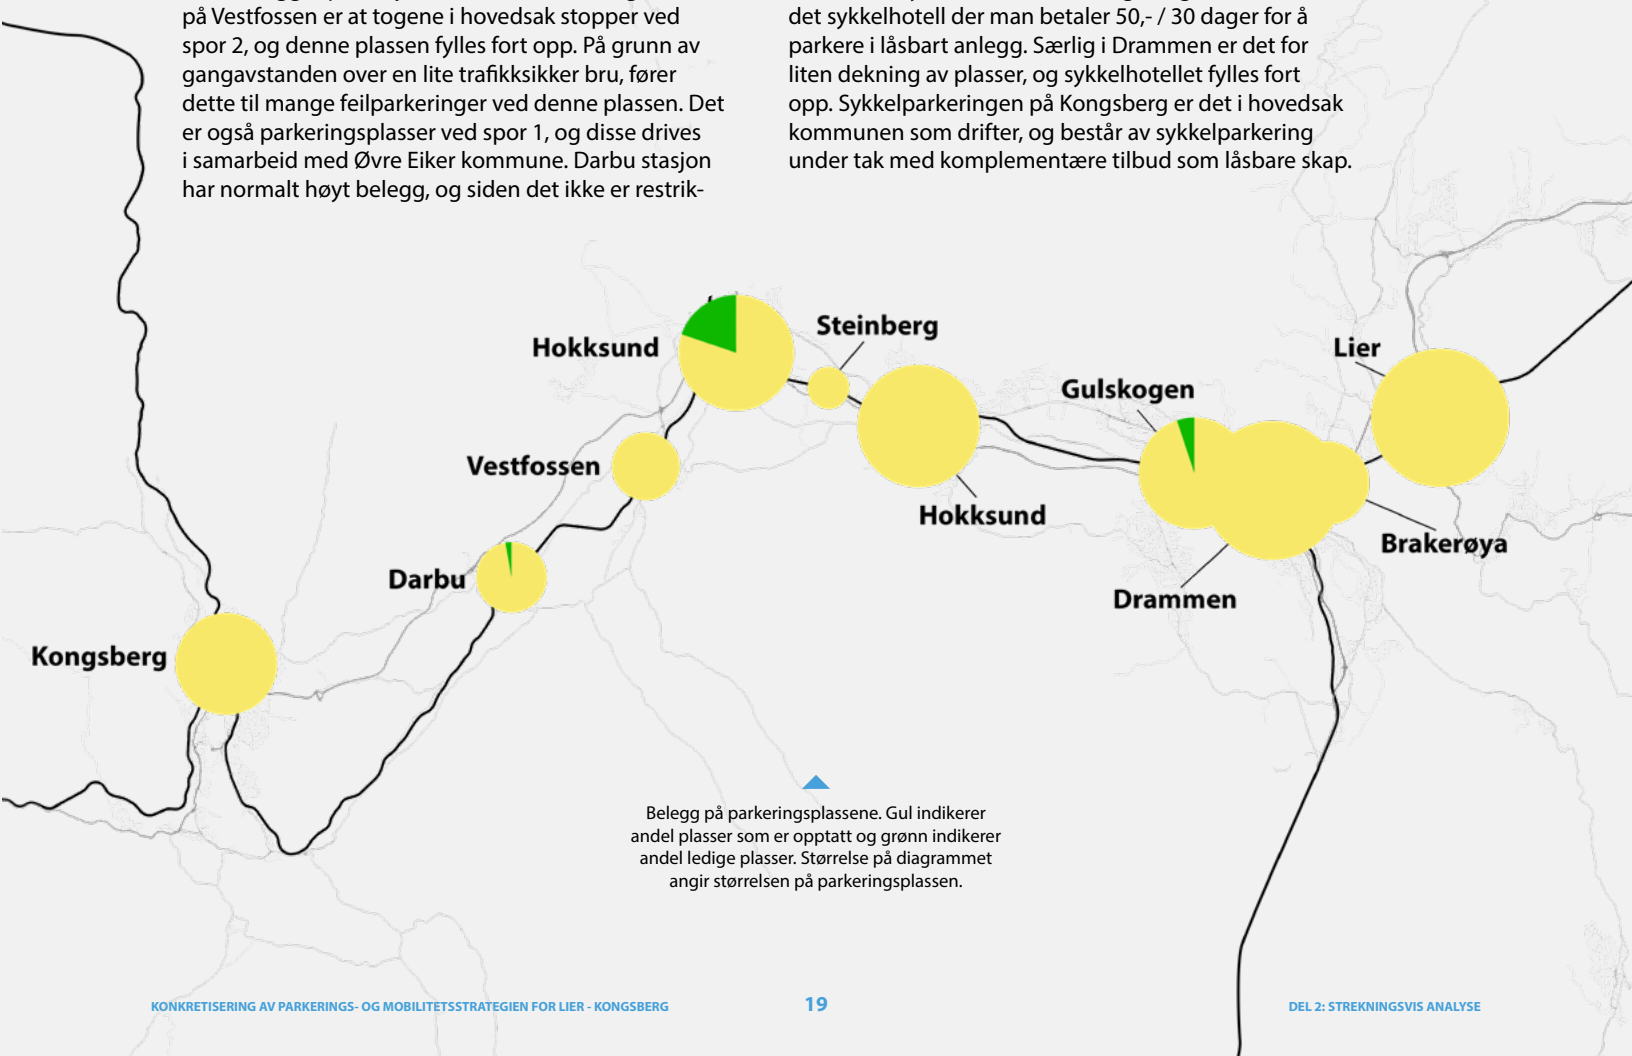 på Vestfossen er at togene i hovedsak stopper ved
spor 2, og denne plassen fylles fort opp. På grunn av
gangavstanden over en lite trafikksikker bru, fører
dette til mange feilparkeringer ved denne plassen. Det
er også parkeringsplasser ved spor 1, og disse drives
i samarbeid med Øvre Eiker kommune. Darbu stasjon
har normalt høyt belegg, og siden det ikke er restrik-
det sykkelhotell der man betaler 50,- / 30 dager for å
parkere i låsbart anlegg. Særlig i Drammen er det for
liten dekning av plasser, og sykkelhotellet fylles fort
opp. Sykkelparkeringen på Kongsberg er det i hovedsak
kommunen som drifter, og består av sykkelparkering
under tak med komplementære tilbud som låsbare skap.
Steinberg
Hokksund
Lier
Gulskogen
Vestfossen
Hokksund
Brakerøya
Darbu
Drammen
Kongsberg
Belegg på parkeringsplassene. Gul indikerer
andel plasser som er opptatt og grønn indikerer
andel ledige plasser. Størrelse på diagrammet
angir størrelsen på parkeringsplassen.
KONKRETISERING AV PARKERINGS- OG MOBILITETSSTRATEGIEN FOR LIER - KONGSBERG
19
DEL 2: STREKNINGSVIS ANALYSE